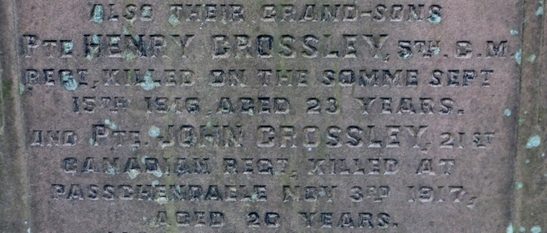 ALSO THEIR GRAND-SONS
PTE HENRY CROSSLEY, 5TH. C.M.
REGT, KILLED ON THE SOMME SEPT
15TH 1916, AGED 23 YEARS.
AND PTE. JOHN CROSSLEY, 21ST
CANADIAN REGT, KILLED AT
PASSCHENDAELE NOV 3RD 1917,
AGED 20 YEARS.